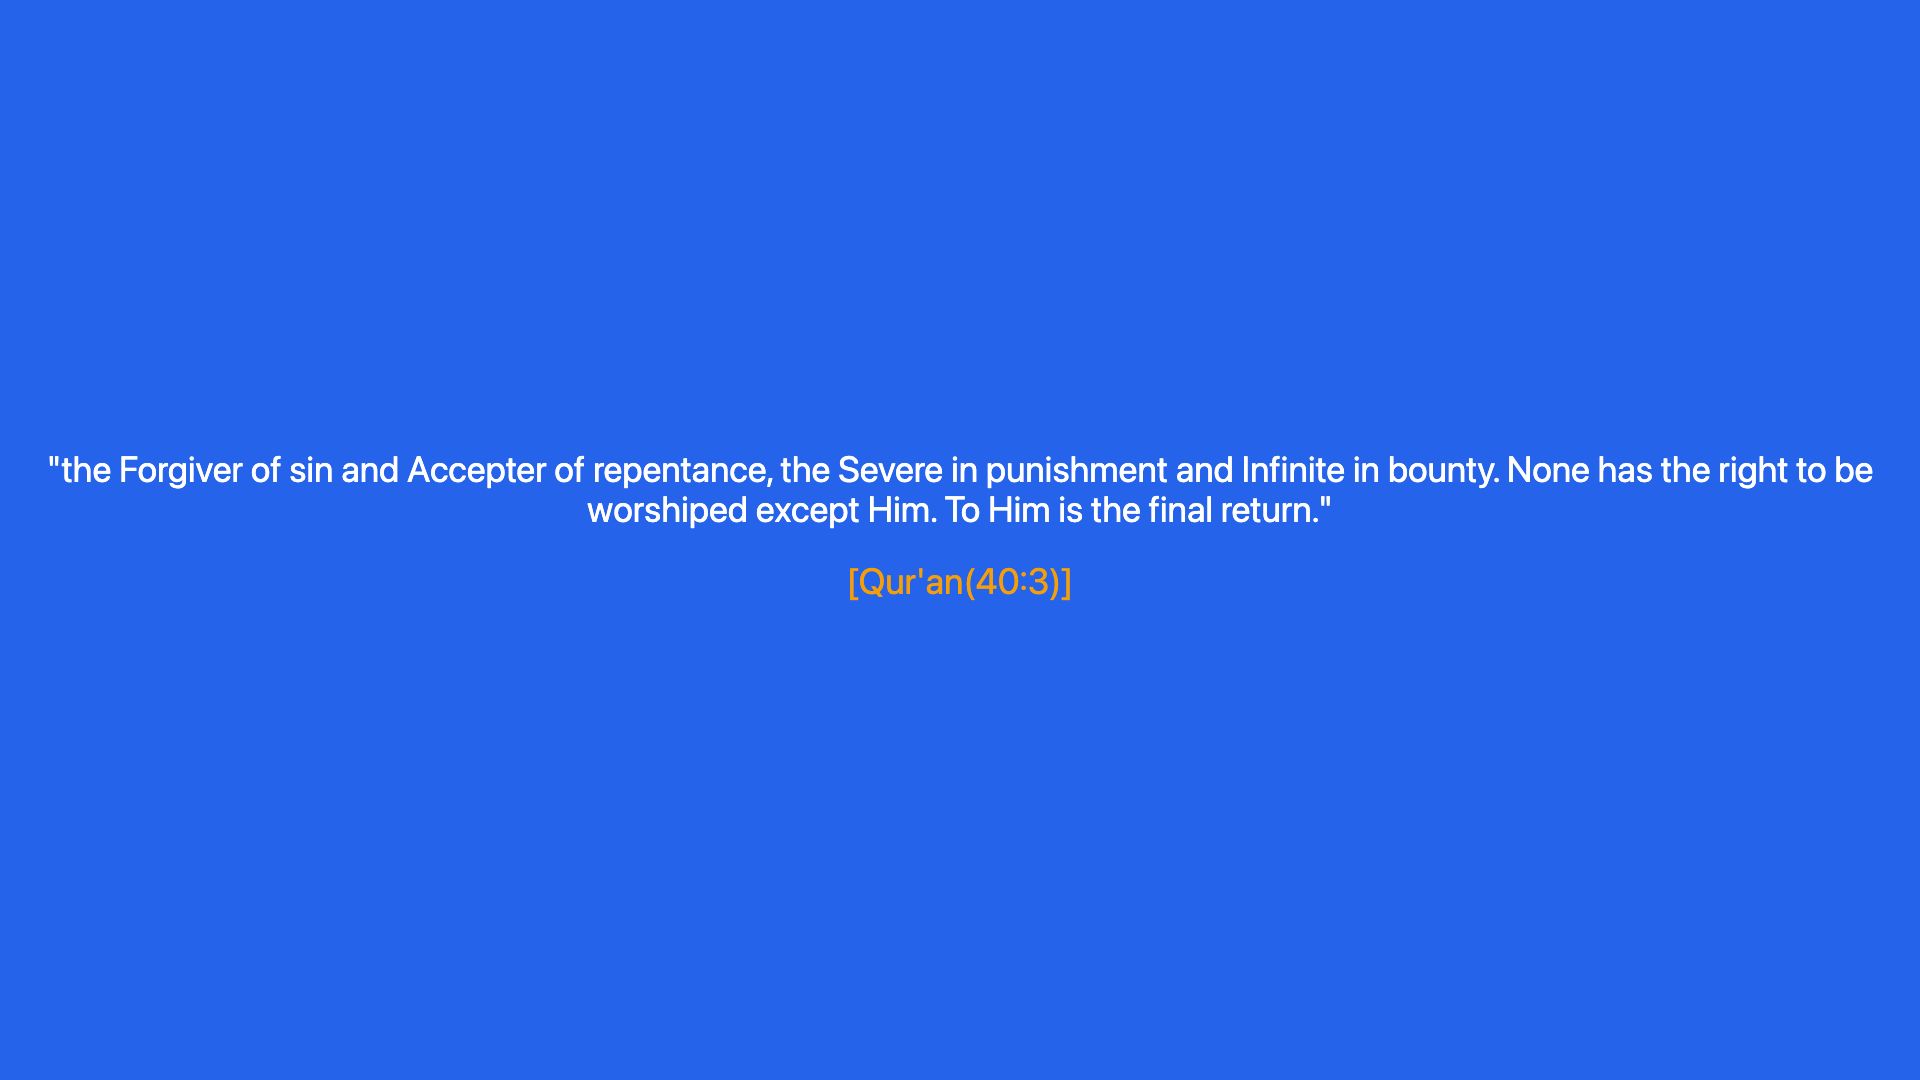 "the Forgiver of sin and Accepter of repentance, the Severe in punishment and Infinite in bounty. None has the right to be
worshiped except Him. To Him is the final return."
[Qur'an(40:3)]